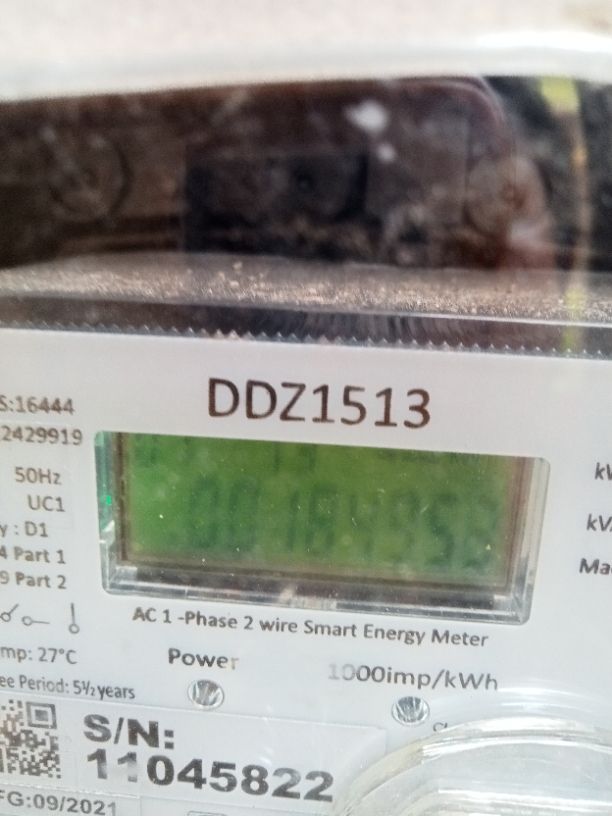 DDZ1513
S:16444
2429919
50Hz
UC1
y : D1
4 Part 1
9 Part 2
AC 1 -Phase 2 wire Smart Energy Meter
mp: 27°C
Power
1000imp/kWh
ee Period: 5½ years
S/N:
11045822
FG:09/2021